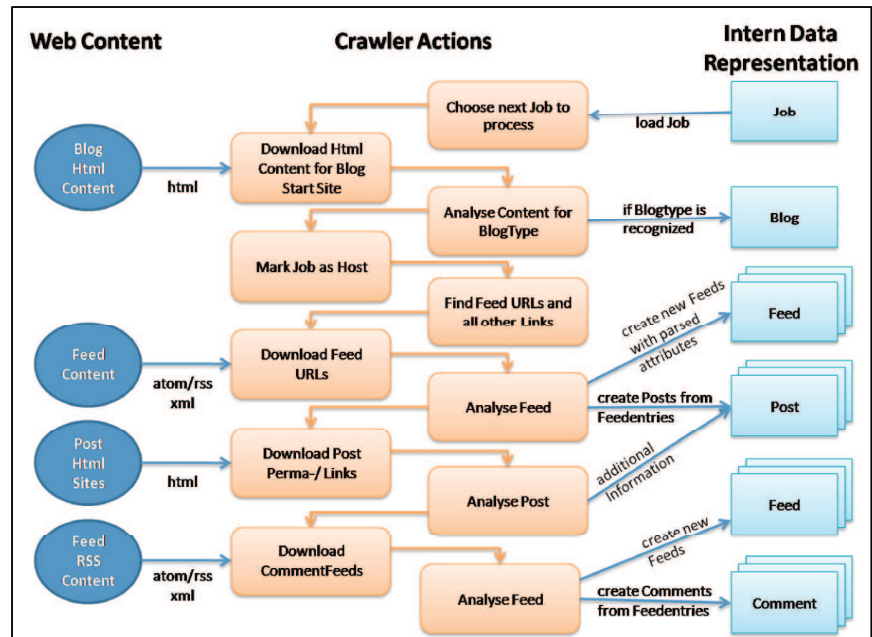 Web Content
Crawler Actions
Intern Data
Representation
Choose next Job to
process
load Job
Job
Blog
Html
Content
html
Download Html
Content for Blog
Start Site
Analyse Content for
BlogType
if Blogtype is
recognized
Blog
Mark Job as Host
Find Feed URLs and
all other Links
create new Feeds
with parsed
attributes
Feed
Feed
Content
atom/rss
xml
Download Feed
URLs
Analyse Feed
create Posts from
Feedentries
Post
Post
Html
Sites
html
Download Post
Perma-/ Links
Analyse Post
additional
Information
Feed
Feed
RSS
Content
atom/rss
xml
Download
CommentFeeds
Analyse Feed
create new
Feeds
create Comments
from Feedentries
Comment